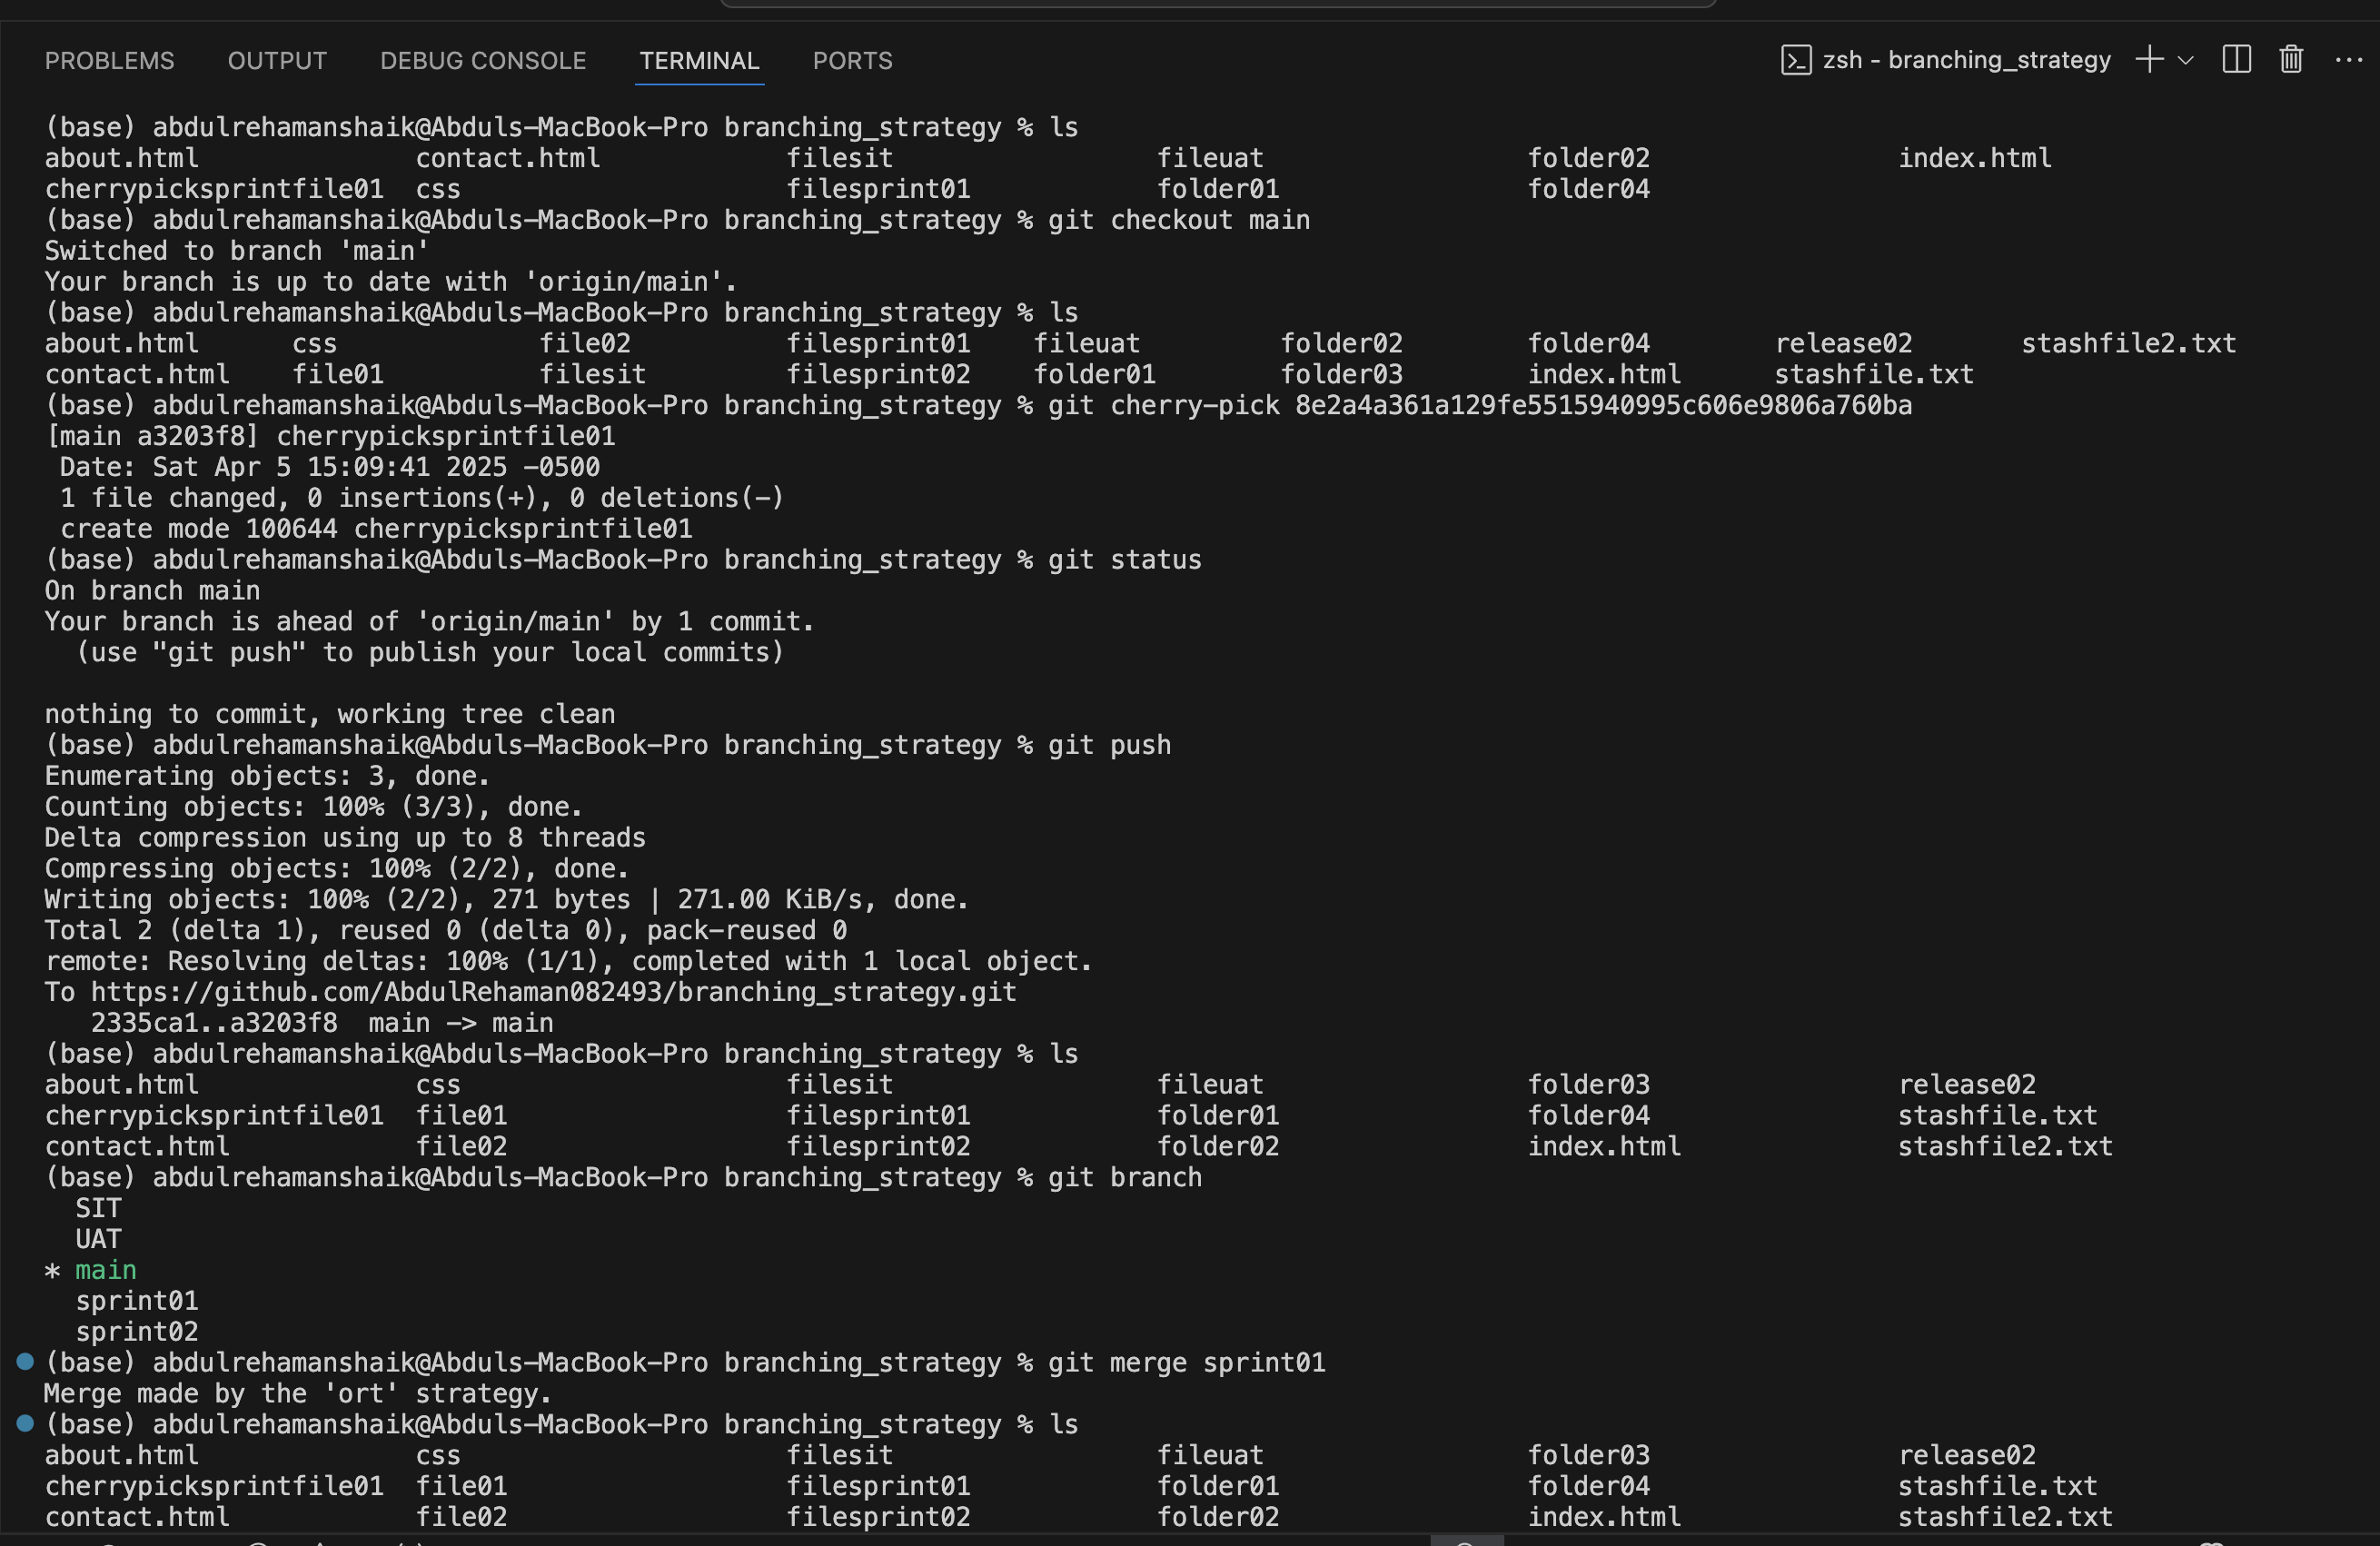 PROBLEMS OUTPUT DEBUG CONSOLE TERMINAL PORTS zsh - branching_strategy
(base) abdulrehamanshaik@Abduls-MacBook-Pro branching_strategy % ls
about.html contact.html filesit fileuat folder02 index.html
cherrypicksprintfile01 css filesprint01 folder01 folder04
(base) abdulrehamanshaik@Abduls-MacBook-Pro branching_strategy % git checkout main
Switched to branch 'main'
Your branch is up to date with 'origin/main'.
(base) abdulrehamanshaik@Abduls-MacBook-Pro branching_strategy % ls
about.html css file02 filesprint01 fileuat folder02 folder04 release02 stashfile2.txt
contact.html file01 filesit filesprint02 folder01 folder03 index.html stashfile.txt
(base) abdulrehamanshaik@Abduls-MacBook-Pro branching_strategy % git cherry-pick 8e2a4a361a129fe5515940995c606e9806a760ba
[main a3203f8] cherrypicksprintfile01
Date: Sat Apr 5 15:09:41 2025 -0500
1 file changed, 0 insertions(+), 0 deletions(-)
create mode 100644 cherrypicksprintfile01
(base) abdulrehamanshaik@Abduls-MacBook-Pro branching_strategy % git status
On branch main
Your branch is ahead of 'origin/main' by 1 commit.
(use "git push" to publish your local commits)
nothing to commit, working tree clean
(base) abdulrehamanshaik@Abduls-MacBook-Pro branching_strategy % git push
Enumerating objects: 3, done.
Counting objects: 100% (3/3), done.
Delta compression using up to 8 threads
Compressing objects: 100% (2/2), done.
Writing objects: 100% (2/2), 271 bytes | 271.00 KiB/s, done.
Total 2 (delta 1), reused 0 (delta 0), pack-reused 0
remote: Resolving deltas: 100% (1/1), completed with 1 local object.
To https://github.com/AbdulRehaman082493/branching_strategy.git
2335ca1..a3203f8 main -> main
(base) abdulrehamanshaik@Abduls-MacBook-Pro branching_strategy % ls
about.html css filesit fileuat folder03 release02
cherrypicksprintfile01 file01 filesprint01 folder01 folder04 stashfile.txt
contact.html file02 filesprint02 folder02 index.html stashfile2.txt
(base) abdulrehamanshaik@Abduls-MacBook-Pro branching_strategy % git branch
SIT
UAT
* main
sprint01
sprint02
(base) abdulrehamanshaik@Abduls-MacBook-Pro branching_strategy % git merge sprint01
Merge made by the 'ort' strategy.
(base) abdulrehamanshaik@Abduls-MacBook-Pro branching_strategy % ls
about.html css filesit fileuat folder03 release02
cherrypicksprintfile01 file01 filesprint01 folder01 folder04 stashfile.txt
contact.html file02 filesprint02 folder02 index.html stashfile2.txt